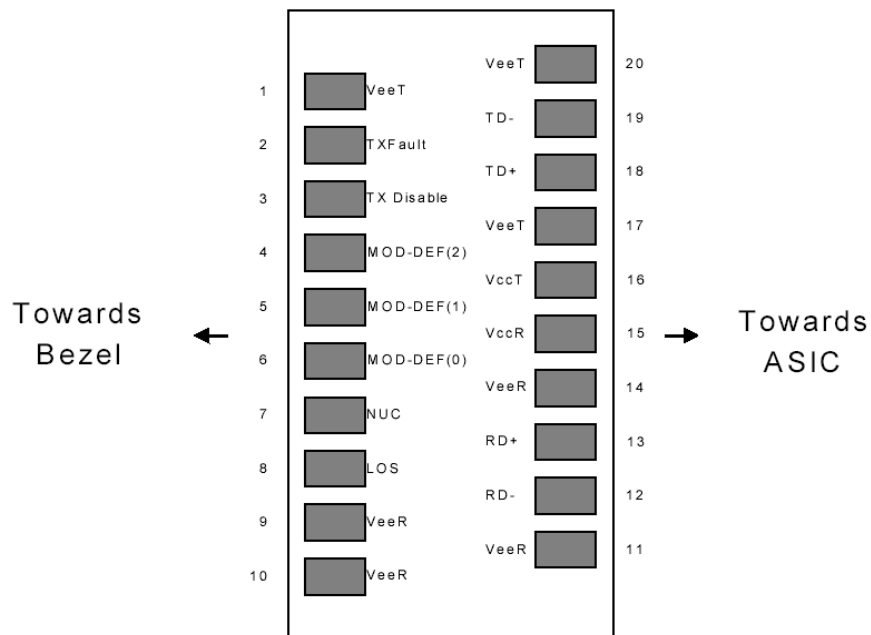 VeeT 20
1 VeeT
TD- 19
2 TXFault
TD+ 18
3 TX Disable
VeeT 17
4 MOD-DEF(2)
VccT 16
5 MOD-DEF(1)
Towards
Bezel
VccR 15
Towards
ASIC
6 MOD-DEF(0)
VeeR 14
7 NUC
RD+ 13
8 LOS
RD- 12
9 VeeR
VeeR 11
10 VeeR